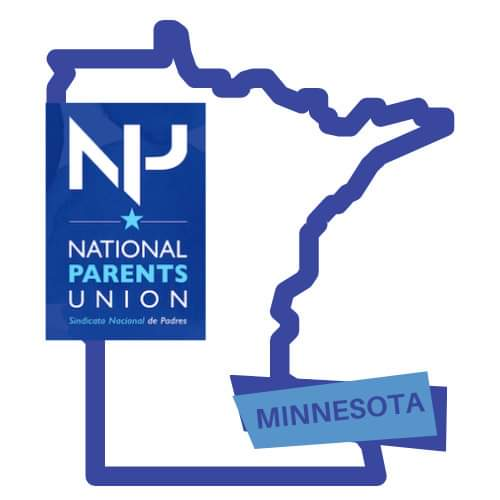 NP
NATIONAL
PARENTS
UNION
Sindicato Nacional de Padres
MINNESOTA